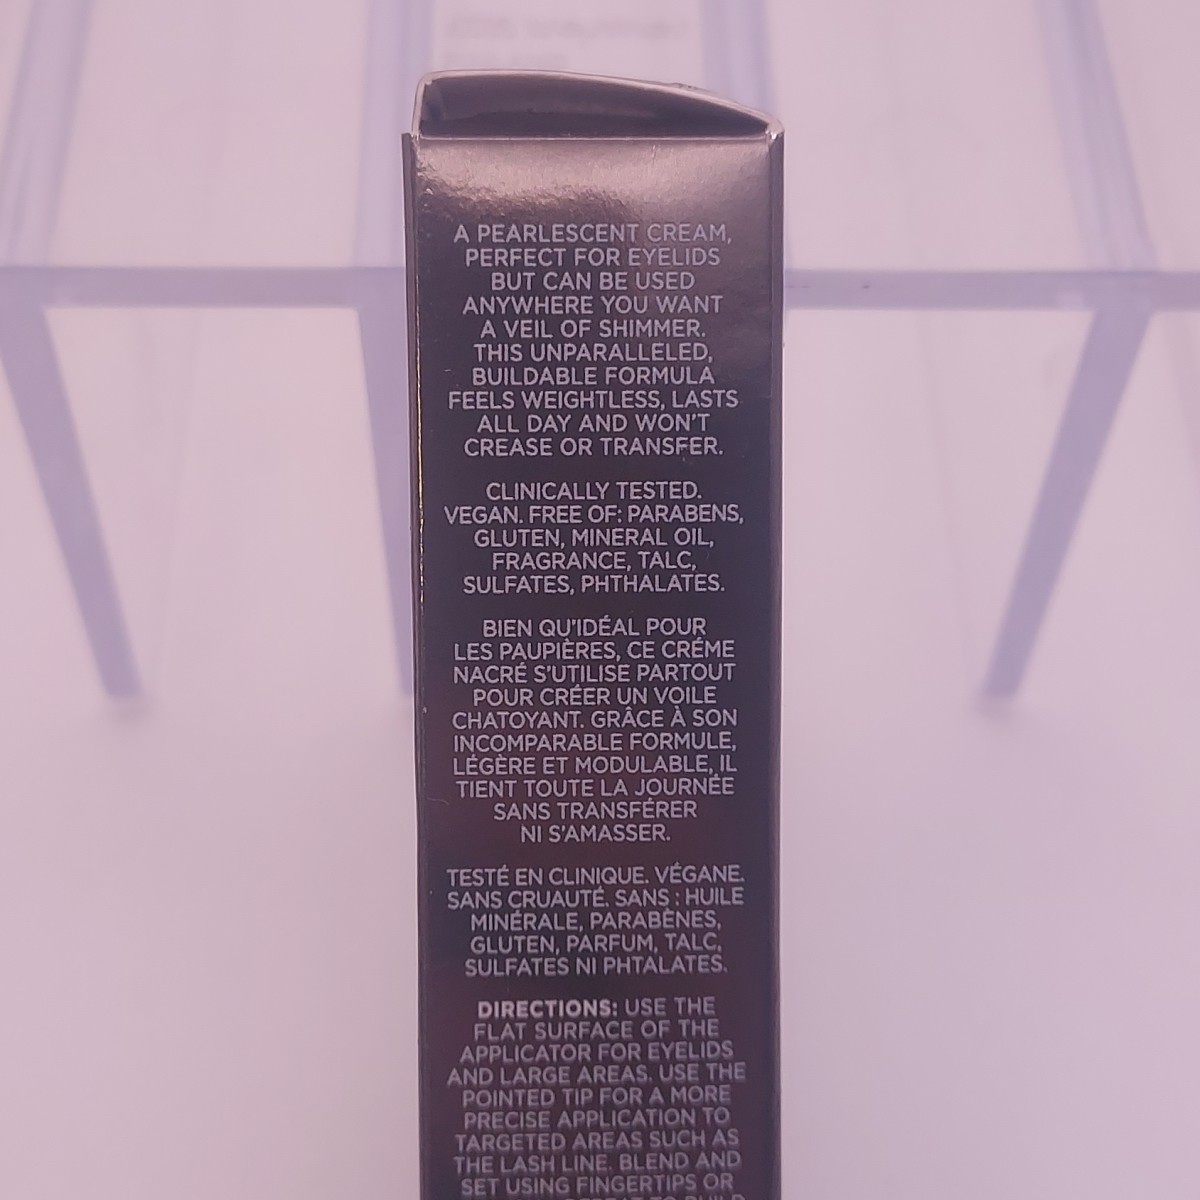 A PEARLESCENT CREAM,
PERFECT FOR EYELIDS
BUT CAN BE USED
ANYWHERE YOU WANT
A VEIL OF SHIMMER.
THIS UNPARALLELED,
BUILDABLE FORMULA
FEELS WEIGHTLESS, LASTS
ALL DAY AND WON'T
CREASE OR TRANSFER.
CLINICALLY TESTED.
VEGAN. FREE OF: PARABENS,
GLUTEN, MINERAL OIL,
FRAGRANCE, TALC,
SULFATES, PHTHALATES.
BIEN QU'IDÉAL POUR
LES PAUPIÈRES, CE CRÉME
NACRÉ S'UTILISE PARTOUT
POUR CRÉER UN VOILE
CHATOYANT. GRÂCE À SON
INCOMPARABLE FORMULE,
LÉGÈRE ET MODULABLE, IL
TIENT TOUTE LA JOURNÉE
SANS TRANSFÉRER
NI S'AMASSER.
TESTÉ EN CLINIQUE. VÉGANE.
SANS CRUAUTÉ. SANS : HUILE
MINÉRALE, PARABÈNES,
GLUTEN, PARFUM, TALC,
SULFATES NI PHTALATES.
DIRECTIONS: USE THE
FLAT SURFACE OF THE
APPLICATOR FOR EYELIDS
AND LARGE AREAS. USE THE
POINTED TIP FOR A MORE
PRECISE APPLICATION TO
TARGETED AREAS SUCH AS
THE LASH LINE. BLEND AND
SET USING FINGERTIPS OR
REPEAT TO BUILD